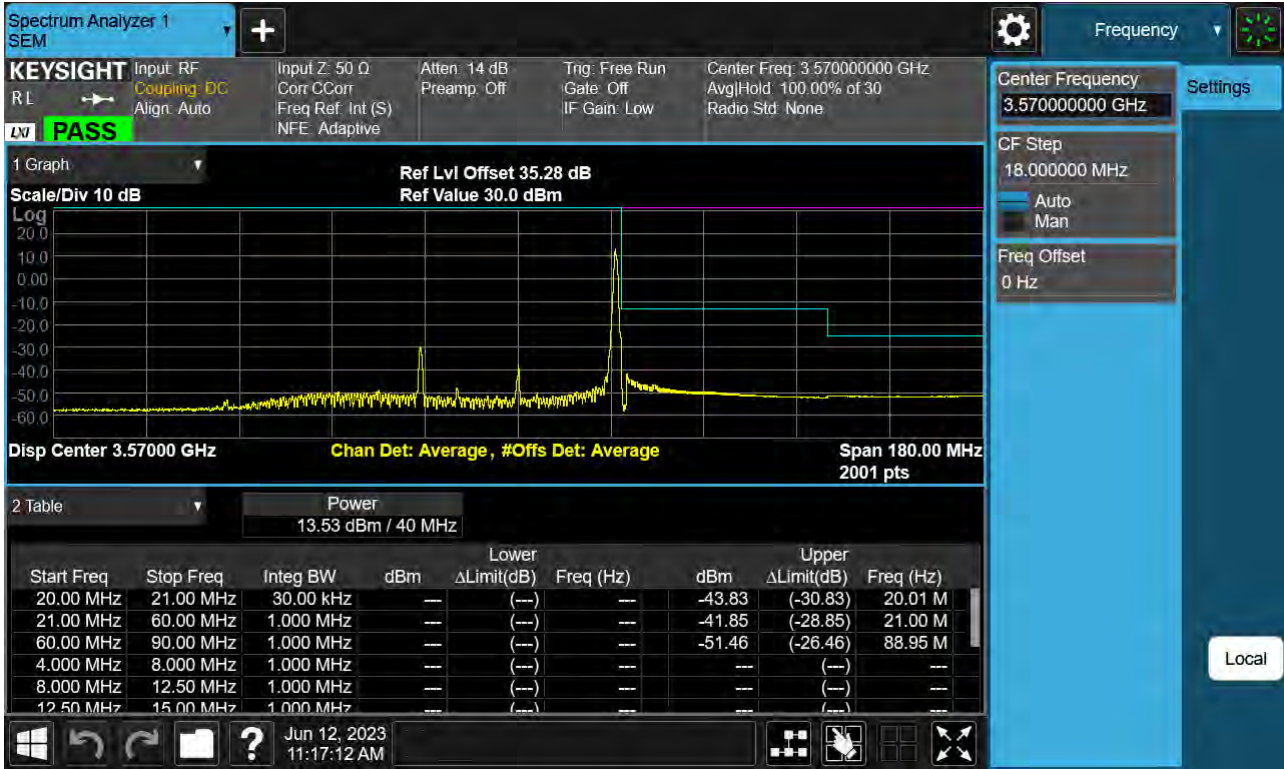 Spectrum Analyzer 1
SEM
Frequency
KEYSIGHT
R L
LXI
PASS
Input: RF
Coupling: DC
Align: Auto
Input Z: 50 Ω
Corr CCorr
Freq Ref: Int (S)
NFE: Adaptive
Atten: 14 dB
Preamp: Off
Trig: Free Run
Gate: Off
IF Gain: Low
Center Freq: 3.570000000 GHz
Avg|Hold: 100.00% of 30
Radio Std: None
Center Frequency
3.570000000 GHz
Settings
CF Step
18.000000 MHz
Auto
Man
Freq Offset
0 Hz
Local
1 Graph
Scale/Div 10 dB
Ref Lvl Offset 35.28 dB
Ref Value 30.0 dBm
Log
20.0
10.0
0.00
-10.0
-20.0
-30.0
-40.0
-50.0
-60.0
Disp Center 3.57000 GHz
Chan Det: Average, #Offs Det: Average
Span 180.00 MHz
2001 pts
2 Table
Power
13.53 dBm / 40 MHz
Lower Upper
Start Freq Stop Freq Integ BW dBm ΔLimit(dB) Freq (Hz) dBm ΔLimit(dB) Freq (Hz)
20.00 MHz 21.00 MHz 30.00 kHz --- (---) --- -43.83 (-30.83) 20.01 M
21.00 MHz 60.00 MHz 1.000 MHz --- (---) --- -41.85 (-28.85) 21.00 M
60.00 MHz 90.00 MHz 1.000 MHz --- (---) --- -51.46 (-26.46) 88.95 M
4.000 MHz 8.000 MHz 1.000 MHz --- (---) --- --- (---) ---
8.000 MHz 12.50 MHz 1.000 MHz --- (---) --- --- (---) ---
12.50 MHz 15.00 MHz 1.000 MHz --- (---) --- --- (---) ---
?
Jun 12, 2023
11:17:12 AM